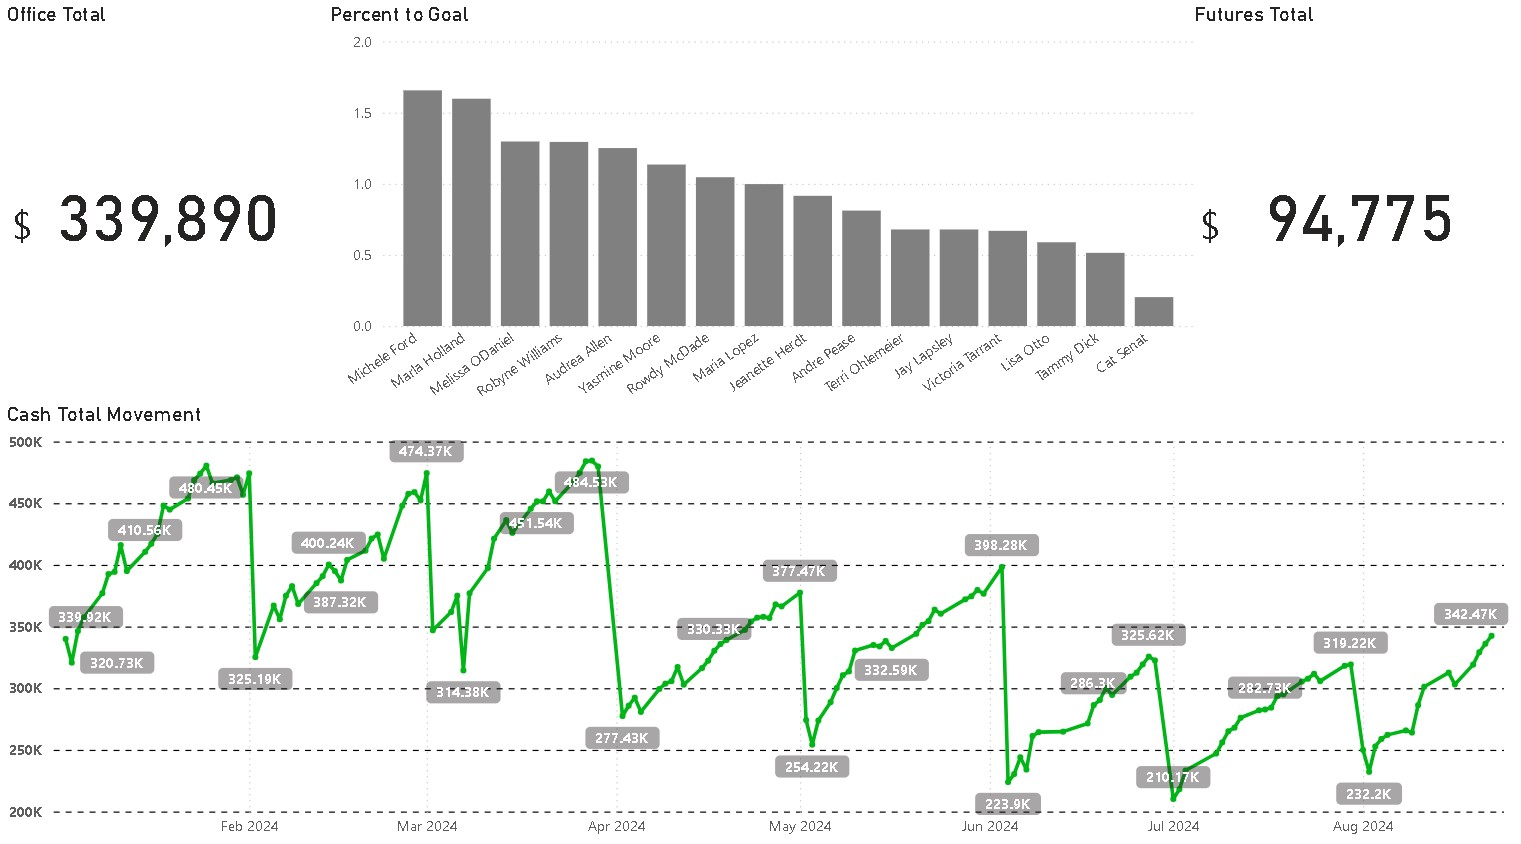 Office Total
Percent to Goal
Futures Total
2.0
1.5
1.0
0.5
0.0
$ 339,890
$ 94,775
Michele Ford
Marla Holland
Melissa ODaniel
Robyne Williams
Audrea Allen
Yasmine Moore
Rowdy McDade
Maria Lopez
Jeanette Herdt
Andre Pease
Terri Ohlemeier
Jay Lapsley
Victoria Tarrant
Lisa Otto
Tammy Dick
Cat Senat
Cash Total Movement
500K
450K
400K
350K
300K
250K
200K
339.92K
320.73K
410.56K
480.45K
325.19K
400.24K
387.32K
474.37K
314.38K
451.54K
484.53K
277.43K
330.33K
377.47K
254.22K
332.59K
398.28K
223.9K
286.3K
325.62K
210.17K
282.73K
319.22K
232.2K
342.47K
Feb 2024
Mar 2024
Apr 2024
May 2024
Jun 2024
Jul 2024
Aug 2024